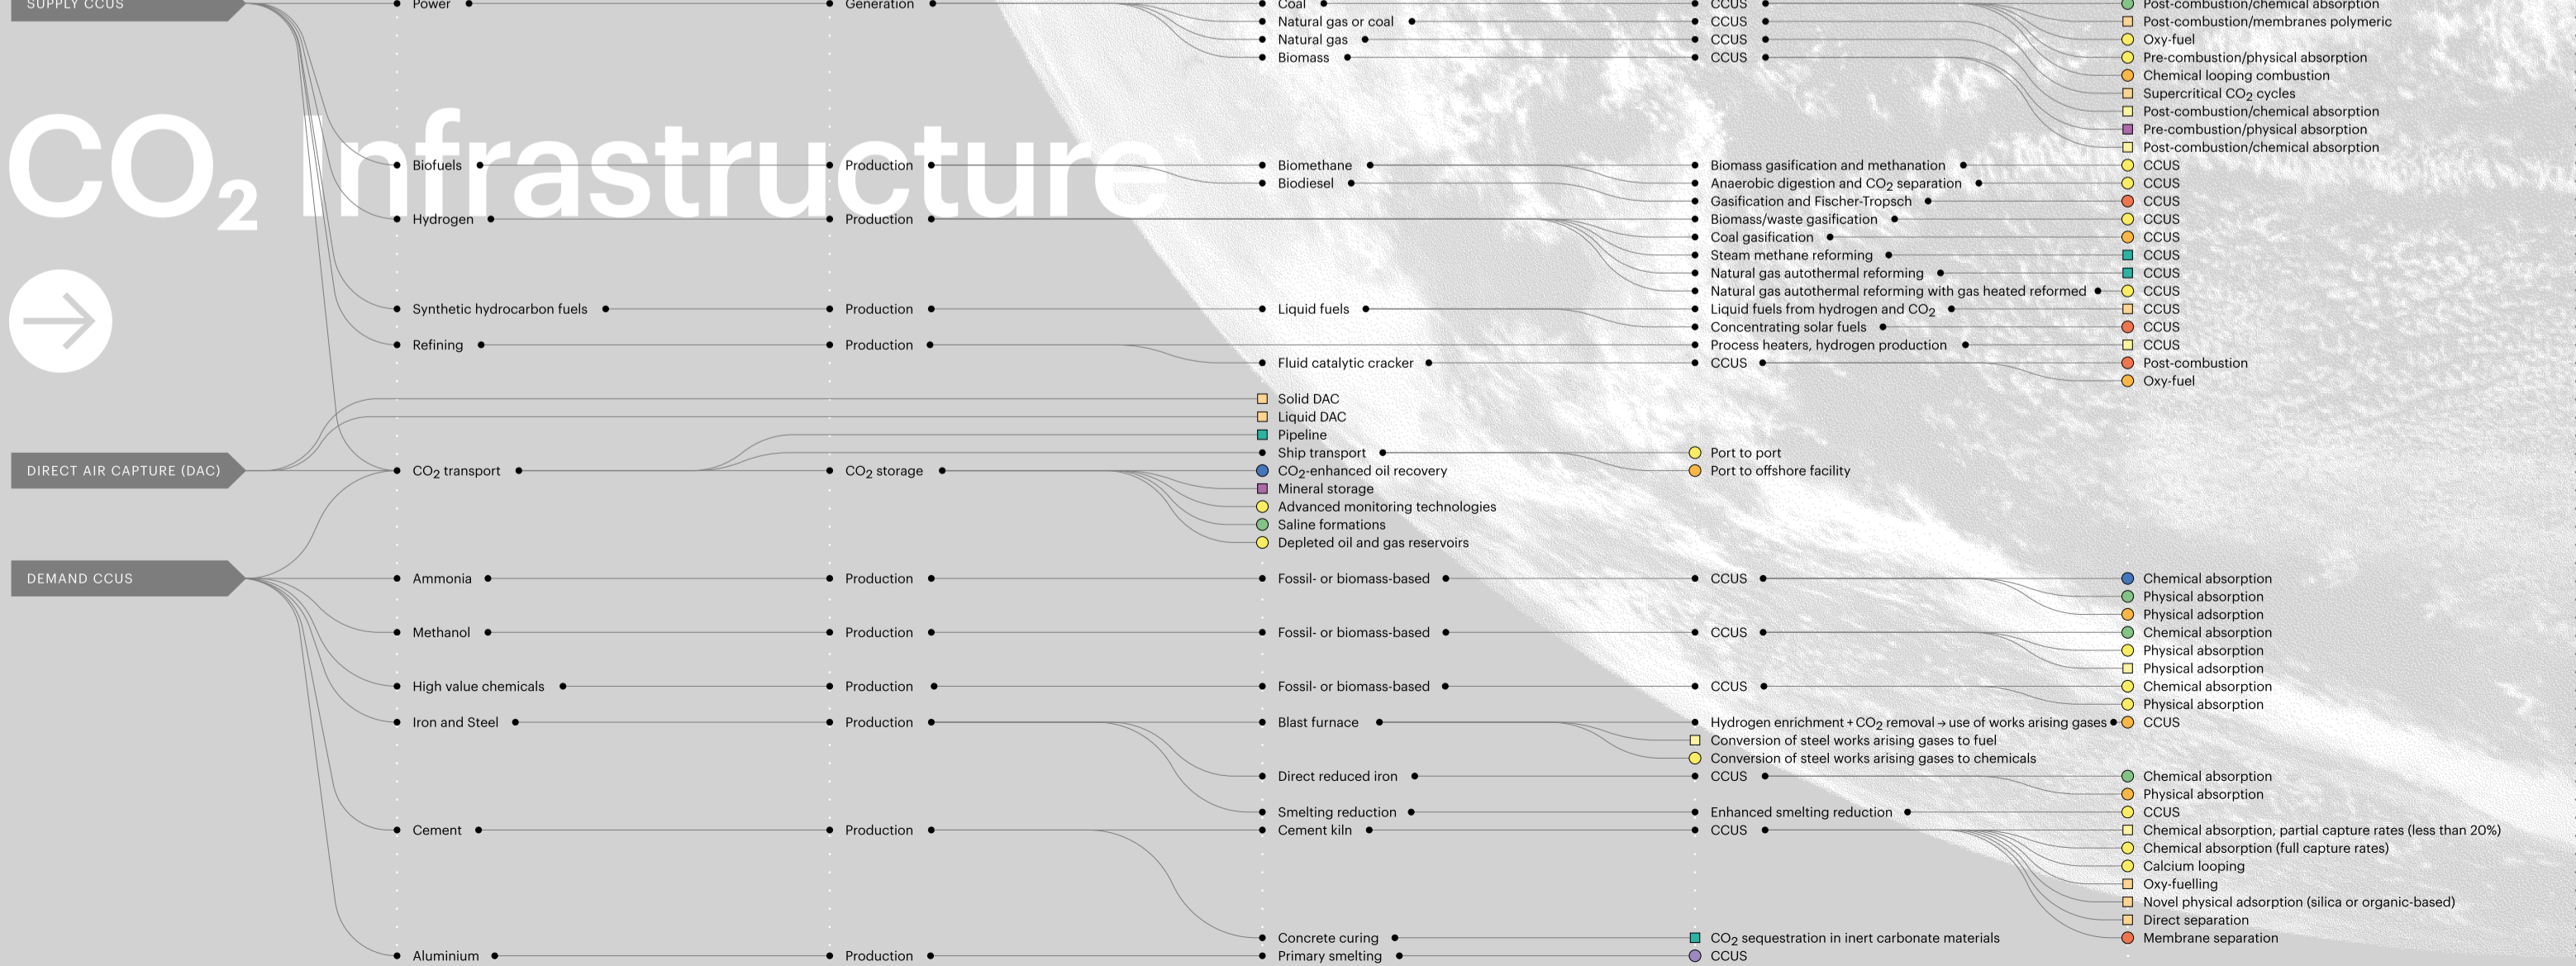 SUPPLY CCUS
Power
Generation
Coal
CCUS
Post-combustion/chemical absorption
Natural gas or coal
CCUS
Post-combustion/membranes polymeric
Natural gas
CCUS
Oxy-fuel
Biomass
CCUS
Pre-combustion/physical absorption
Chemical looping combustion
Supercritical CO2 cycles
Post-combustion/chemical absorption
Pre-combustion/physical absorption
Post-combustion/chemical absorption
CO2 Infrastructure
Biofuels
Production
Biomethane
Biomass gasification and methanation
CCUS
Biodiesel
Anaerobic digestion and CO2 separation
CCUS
Gasification and Fischer-Tropsch
CCUS
Hydrogen
Production
Biomass/waste gasification
CCUS
Coal gasification
CCUS
Steam methane reforming
CCUS
Natural gas autothermal reforming
CCUS
Natural gas autothermal reforming with gas heated reformed
CCUS
Synthetic hydrocarbon fuels
Production
Liquid fuels
Liquid fuels from hydrogen and CO2
CCUS
Concentrating solar fuels
CCUS
Refining
Production
Process heaters, hydrogen production
CCUS
Fluid catalytic cracker
CCUS
Post-combustion
Oxy-fuel
Solid DAC
Liquid DAC
Pipeline
Ship transport
Port to port
DIRECT AIR CAPTURE (DAC)
CO2 transport
CO2 storage
CO2-enhanced oil recovery
Port to offshore facility
Mineral storage
Advanced monitoring technologies
Saline formations
Depleted oil and gas reservoirs
DEMAND CCUS
Ammonia
Production
Fossil- or biomass-based
CCUS
Chemical absorption
Physical absorption
Physical adsorption
Methanol
Production
Fossil- or biomass-based
CCUS
Chemical absorption
Physical absorption
Physical adsorption
High value chemicals
Production
Fossil- or biomass-based
CCUS
Chemical absorption
Physical absorption
Iron and Steel
Production
Blast furnace
Hydrogen enrichment + CO2 removal → use of works arising gases
CCUS
Conversion of steel works arising gases to fuel
Conversion of steel works arising gases to chemicals
Direct reduced iron
CCUS
Chemical absorption
Physical absorption
Smelting reduction
Enhanced smelting reduction
CCUS
Cement
Production
Cement kiln
CCUS
Chemical absorption, partial capture rates (less than 20%)
Chemical absorption (full capture rates)
Calcium looping
Oxy-fuelling
Novel physical adsorption (silica or organic-based)
Direct separation
Concrete curing
CO2 sequestration in inert carbonate materials
Membrane separation
Aluminium
Production
Primary smelting
CCUS